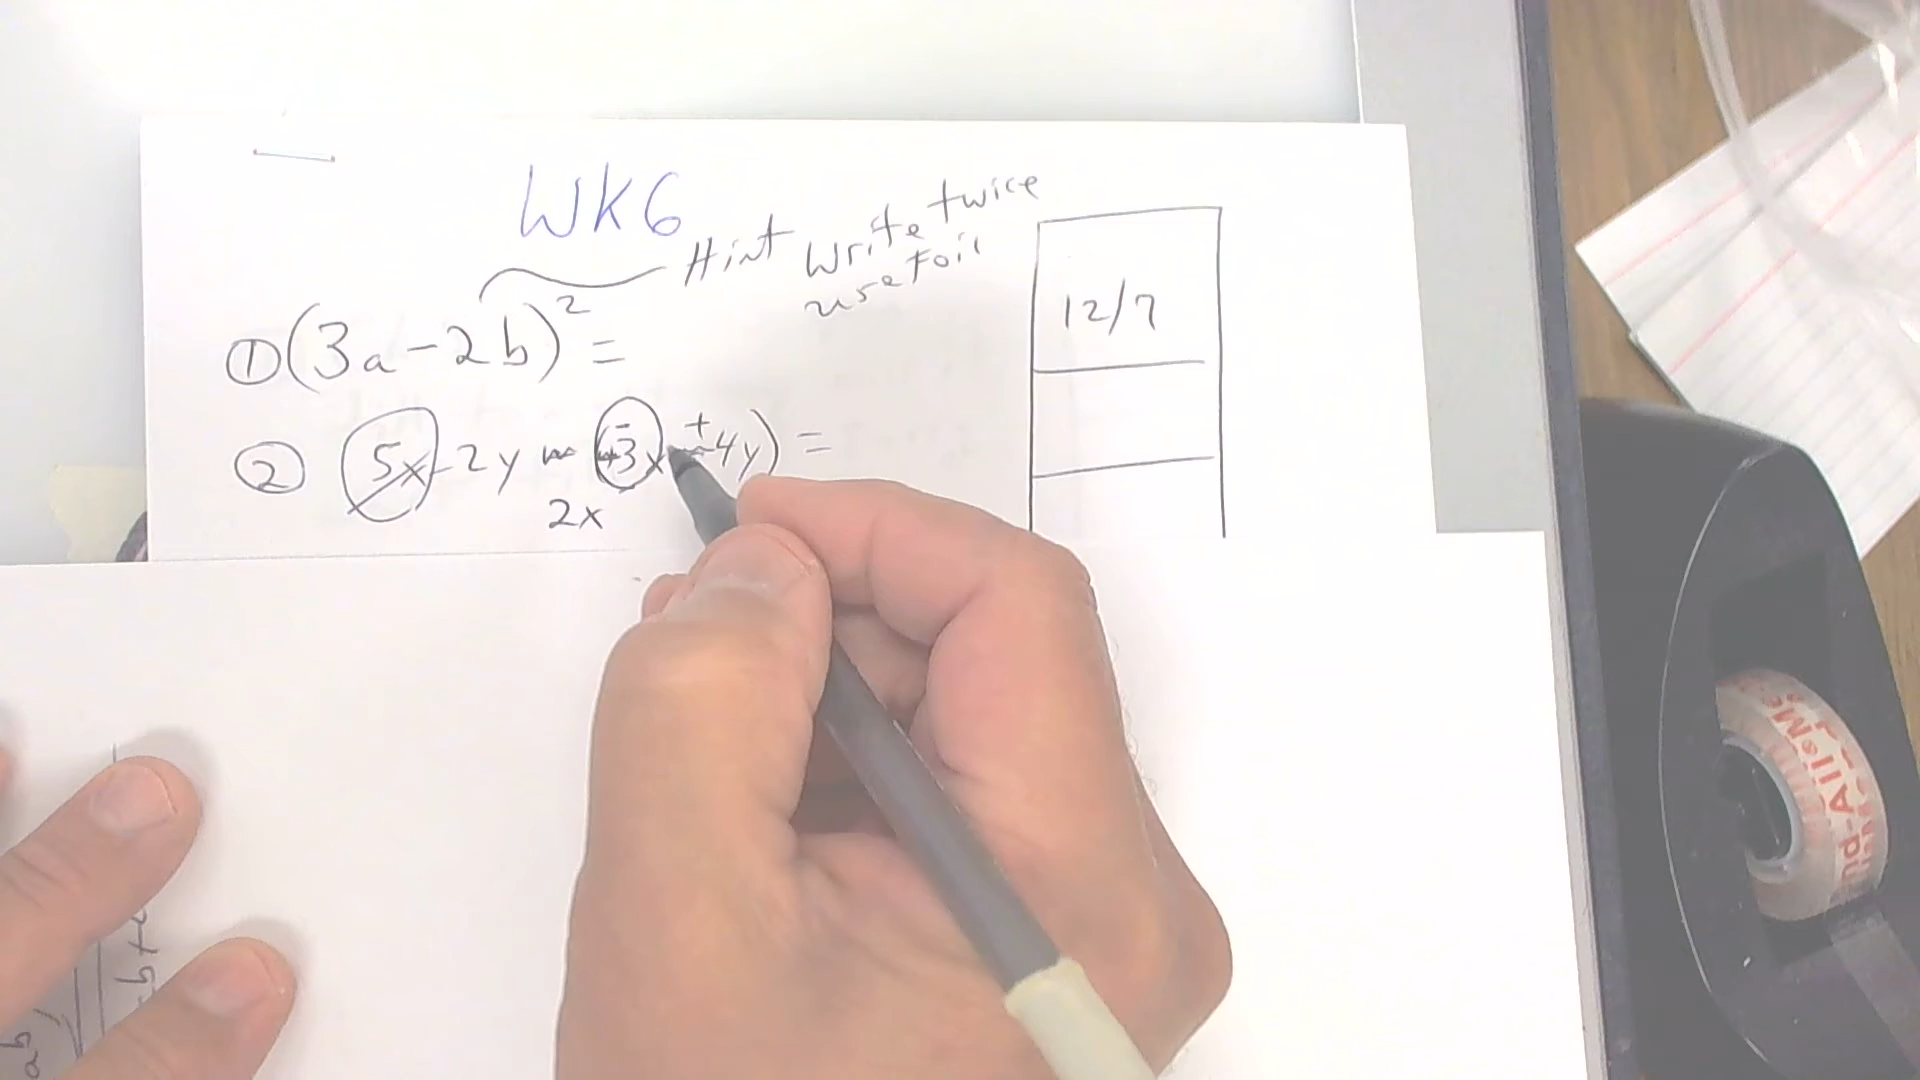 WK6
Hint Write twice
use Foil
① (3a-2b)² =
12/7
② 5x-2y - (3x - + 4y) =
2x